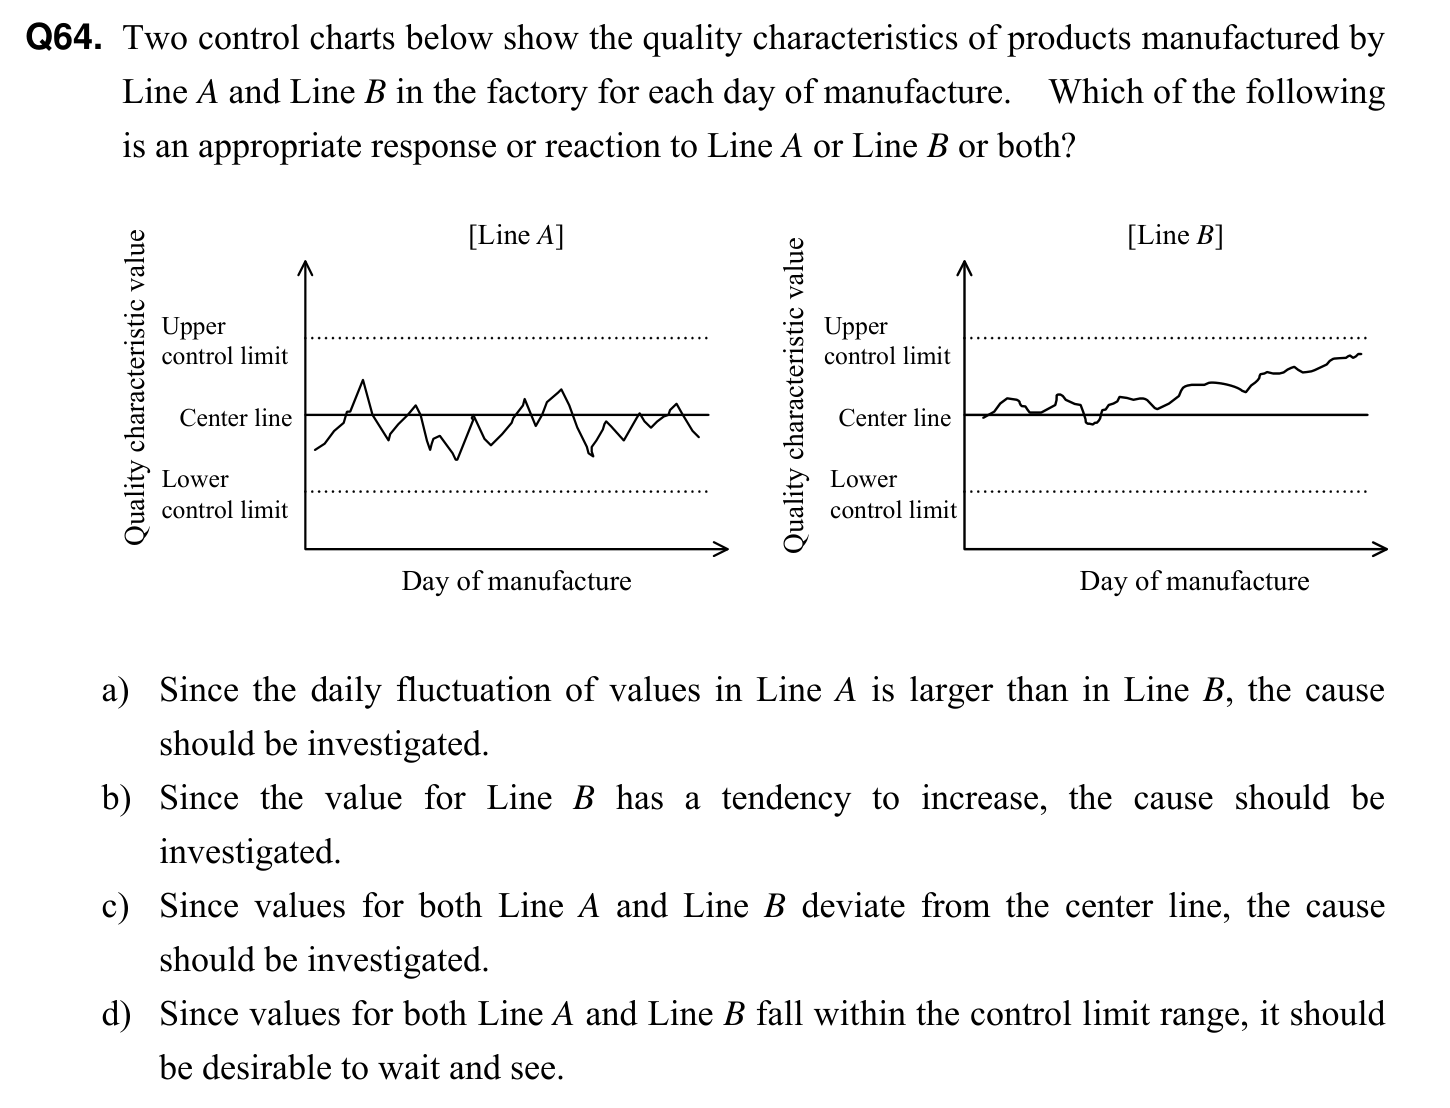 Q64. Two control charts below show the quality characteristics of products manufactured by
Line A and Line B in the factory for each day of manufacture. Which of the following
is an appropriate response or reaction to Line A or Line B or both?
[Line A]
Quality characteristic value
Upper
control limit
Center line
Lower
control limit
Day of manufacture
[Line B]
Quality characteristic value
Upper
control limit
Center line
Lower
control limit
Day of manufacture
a) Since the daily fluctuation of values in Line A is larger than in Line B, the cause
should be investigated.
b) Since the value for Line B has a tendency to increase, the cause should be
investigated.
c) Since values for both Line A and Line B deviate from the center line, the cause
should be investigated.
d) Since values for both Line A and Line B fall within the control limit range, it should
be desirable to wait and see.